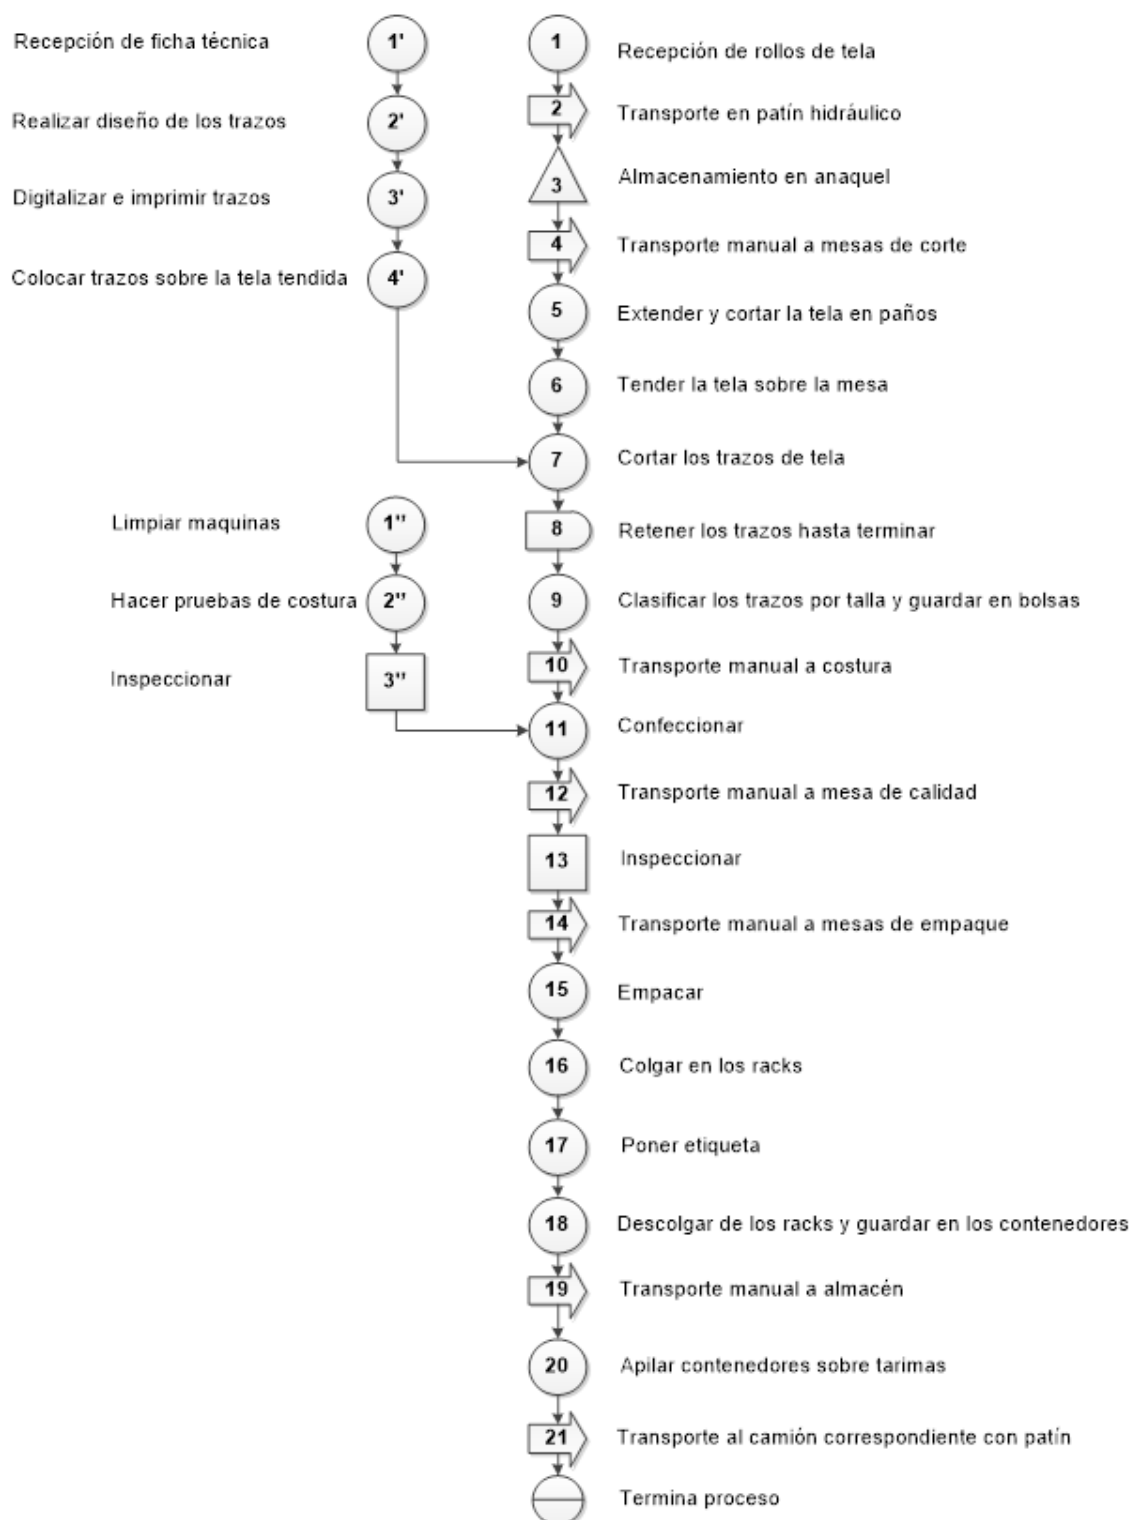 Recepción de ficha técnica 1' 1 Recepción de rollos de tela
2 Transporte en patín hidráulico
Realizar diseño de los trazos 2'
3 Almacenamiento en anaquel
Digitalizar e imprimir trazos 3'
4 Transporte manual a mesas de corte
Colocar trazos sobre la tela tendida 4'
5 Extender y cortar la tela en paños
6 Tender la tela sobre la mesa
7 Cortar los trazos de tela
Limpiar maquinas 1" 8 Retener los trazos hasta terminar
Hacer pruebas de costura 2" 9 Clasificar los trazos por talla y guardar en bolsas
10 Transporte manual a costura
Inspeccionar 3"
11 Confeccionar
12 Transporte manual a mesa de calidad
13 Inspeccionar
14 Transporte manual a mesas de empaque
15 Empacar
16 Colgar en los racks
17 Poner etiqueta
18 Descolgar de los racks y guardar en los contenedores
19 Transporte manual a almacén
20 Apilar contenedores sobre tarimas
21 Transporte al camión correspondiente con patín
Termina proceso